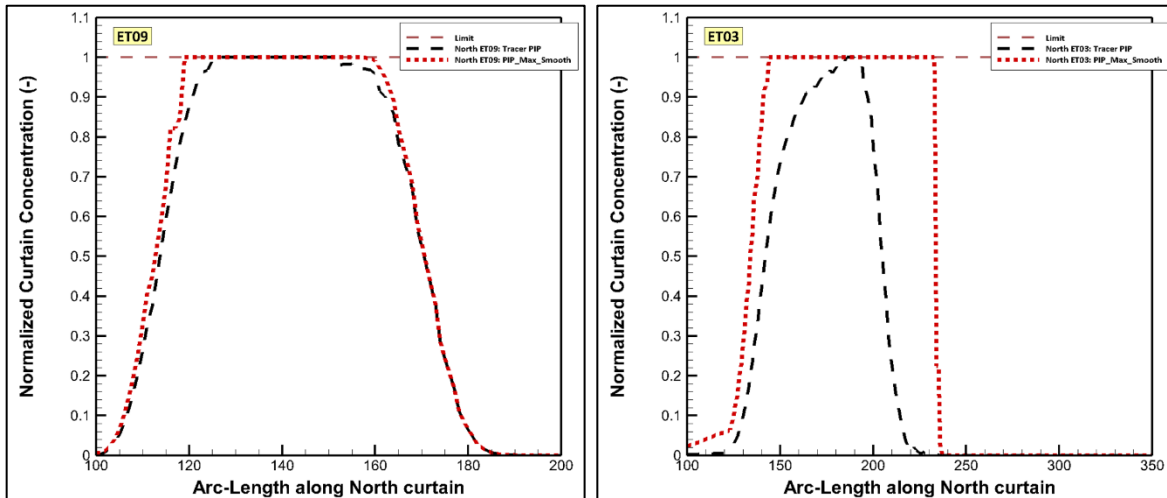 ET09
Limit
North ET09: Tracer PIP
North ET09: PIP_Max_Smooth
Normalized Curtain Concentration (-)
1.1
1
0.9
0.8
0.7
0.6
0.5
0.4
0.3
0.2
0.1
0
100 120 140 160 180 200
Arc-Length along North curtain
ET03
Limit
North ET03: Tracer PIP
North ET03: PIP_Max_Smooth
Normalized Curtain Concentration (-)
1.1
1
0.9
0.8
0.7
0.6
0.5
0.4
0.3
0.2
0.1
0
100 150 200 250 300 350
Arc-Length along North curtain